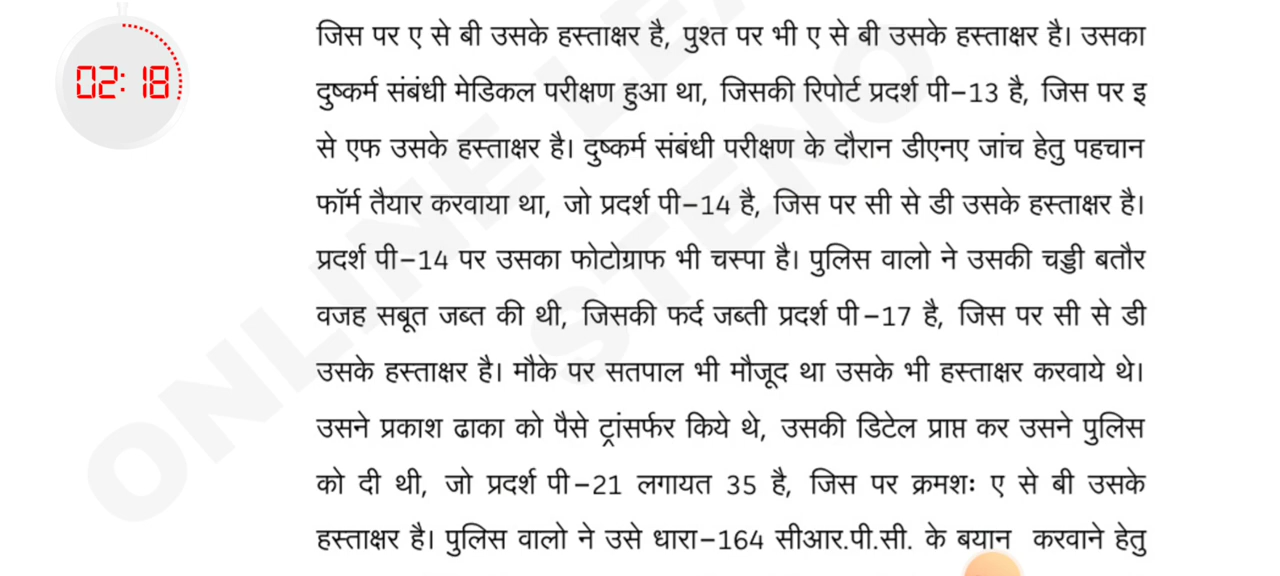 02:18
जिस पर ए से बी उसके हस्ताक्षर है, पुश्त पर भी ए से बी उसके हस्ताक्षर है। उसका
दुष्कर्म संबंधी मेडिकल परीक्षण हुआ था, जिसकी रिपोर्ट प्रदर्श पी–13 है, जिस पर इ
से एफ उसके हस्ताक्षर है। दुष्कर्म संबंधी परीक्षण के दौरान डीएनए जांच हेतु पहचान
फॉर्म तैयार करवाया था, जो प्रदर्श पी–14 है, जिस पर सी से डी उसके हस्ताक्षर है।
प्रदर्श पी–14 पर उसका फोटोग्राफ भी चस्पा है। पुलिस वालो ने उसकी चड्डी बतौर
वजह सबूत जब्त की थी, जिसकी फर्द जब्ती प्रदर्श पी–17 है, जिस पर सी से डी
उसके हस्ताक्षर है। मौके पर सतपाल भी मौजूद था उसके भी हस्ताक्षर करवाये थे।
उसने प्रकाश ढाका को पैसे ट्रांसर्फर किये थे, उसकी डिटेल प्राप्त कर उसने पुलिस
को दी थी, जो प्रदर्श पी–21 लगायत 35 है, जिस पर क्रमशः ए से बी उसके
हस्ताक्षर है। पुलिस वालो ने उसे धारा–164 सीआर.पी.सी. के बयान करवाने हेतु
ONLINE
STENO